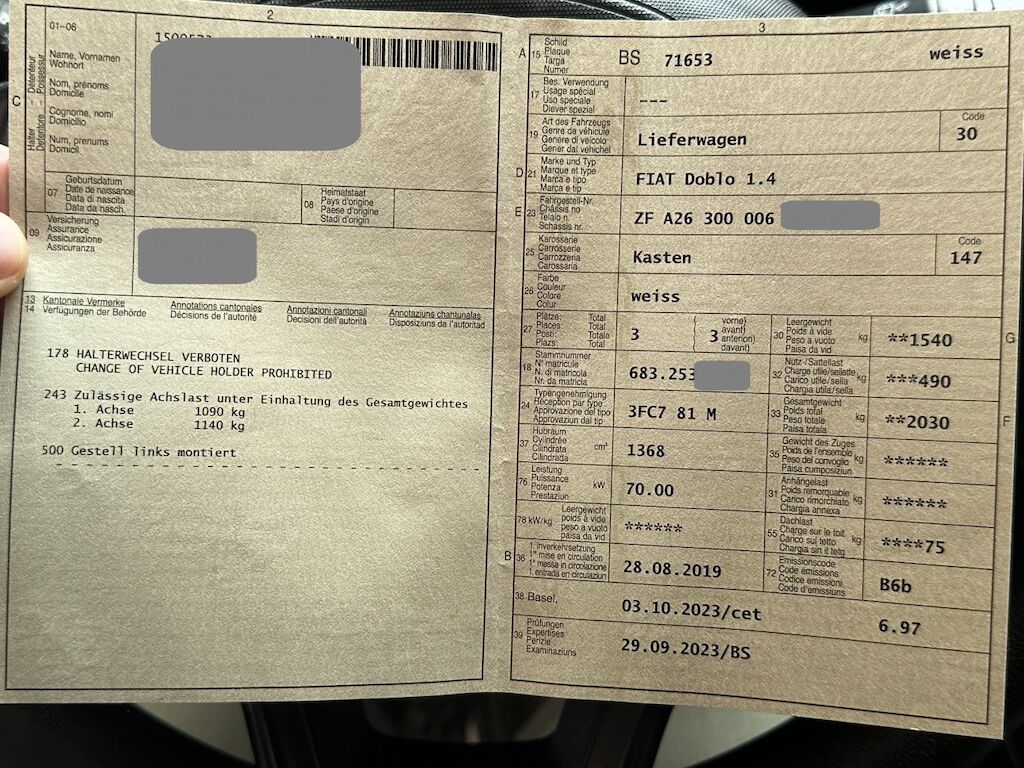 2
01-06
Name, Vornamen
Wohnort
Nom, prénoms
Domicile
Cognome, nomi
Domicilio
Num, prenums
Domicil
C
Halter - Détenteur
Detentore - Possessur
07
Geburtsdatum
Date de naissance
Data di nascita
Data da nasch.
08
Heimatstaat
Pays d'origine
Paese d'origine
Stadi d'origin
09
Versicherung
Assurance
Assicurazione
Assicuranza
13
14
Kantonale Vermerke
Verfügungen der Behörde
Annotations cantonales
Décisions de l'autorité
Annotazioni cantonali
Decisioni dell'autorità
Annotaziuns chantunalas
Disposiziuns da l'autoritad
178 HALTERWECHSEL VERBOTEN
CHANGE OF VEHICLE HOLDER PROHIBITED
243 Zulässige Achslast unter Einhaltung des Gesamtgewichtes
1. Achse 1090 kg
2. Achse 1140 kg
500 Gestell links montiert
3
A 15
Schild
Plaque
Targa
Numer
BS 71653 weiss
17
Bes. Verwendung
Usage spécial
Uso speciale
Diever spezial
---
19
Art des Fahrzeugs
Genre de véhicule
Genere di veicolo
Gener dal vehichel
Lieferwagen
Code
30
D 21
Marke und Typ
Marque et type
Marca e tipo
Marca e tip
FIAT Doblo 1.4
E 23
Fahrgestell-Nr.
Châssis no
Telaio n.
Schassis nr.
ZF A26 300 006
25
Karosserie
Carrosserie
Carrozzeria
Carossaria
Kasten
Code
147
26
Farbe
Couleur
Colore
Colur
weiss
27
Plätze: Total
Places: Total
Posti: Totale
Plazs: Total
3
vorne)
avant)
anteriori)
davant)
3
30
Leergewicht
Poids à vide
Peso a vuoto
Paisa da vid
kg
**1540
G
18
Stammnummer
N° matricule
N. di matricola
Nr. da matricla
683.253
32
Nutz-/Sattellast
Charge utile/sellette
Carico utile/sella
Chargia utila/sella
kg
***490
24
Typengenehmigung
Réception par type
Approvazione del tipo
Approvaziun dal tip
3FC7 81 M
33
Gesamtgewicht
Poids total
Peso totale
Paisa totala
kg
**2030
F
37
Hubraum
Cylindrée
Cilindrata
Cilindrada
cm³
1368
35
Gewicht des Zuges
Poids de l'ensemble
Peso del convoglio
Paisa cumposiziun
kg
******
76
Leistung
Puissance
Potenza
Prestaziun
kW
70.00
31
Anhängelast
Poids remorquable
Carico rimorchiato
Chargia annexa
kg
******
78 kW/kg
Leergewicht
poids à vide
peso a vuoto
paisa da vid
******
55
Dachlast
Charge sur le toit
Carico sul tetto
Chargia sin il tetg
kg
****75
B 36
1. Inverkehrsetzung
1re mise en circulation
1a messa in circolazione
1. entrada en circulaziun
28.08.2019
72
Emissionscode
Code émissions
Codice emissioni
Code d'emissiuns
B6b
38 Basel,
03.10.2023/cet
6.97
39
Prüfungen
Expertises
Perizie
Examinaziuns
29.09.2023/BS